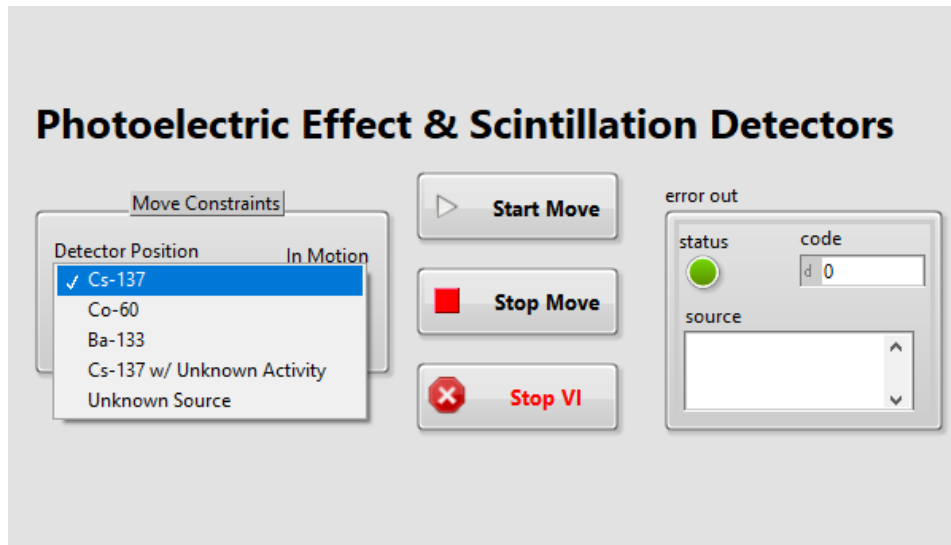 Photoelectric Effect & Scintillation Detectors
Move Constraints
Detector Position
In Motion
✓ Cs-137
Co-60
Ba-133
Cs-137 w/ Unknown Activity
Unknown Source
Start Move
Stop Move
Stop VI
error out
status
code
d 0
source